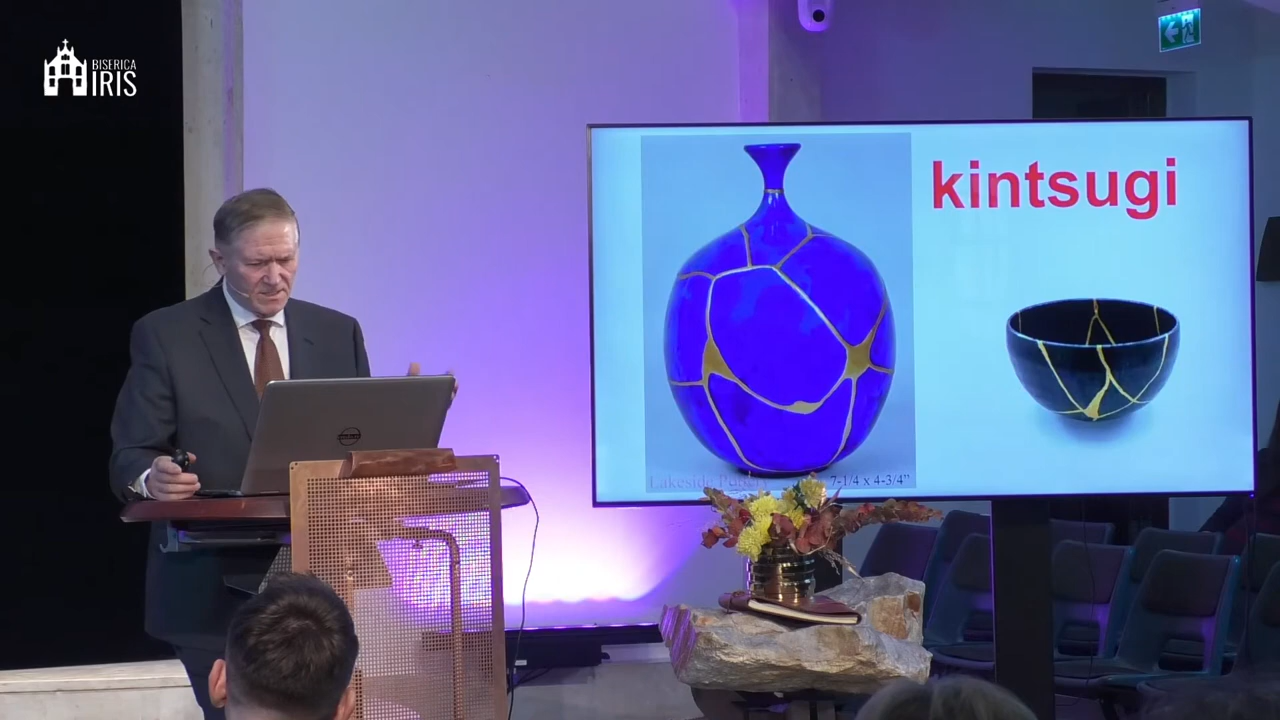 BISERICA
IRIS
kintsugi
Lakeside Pottery
7-1/4 x 4-3/4”